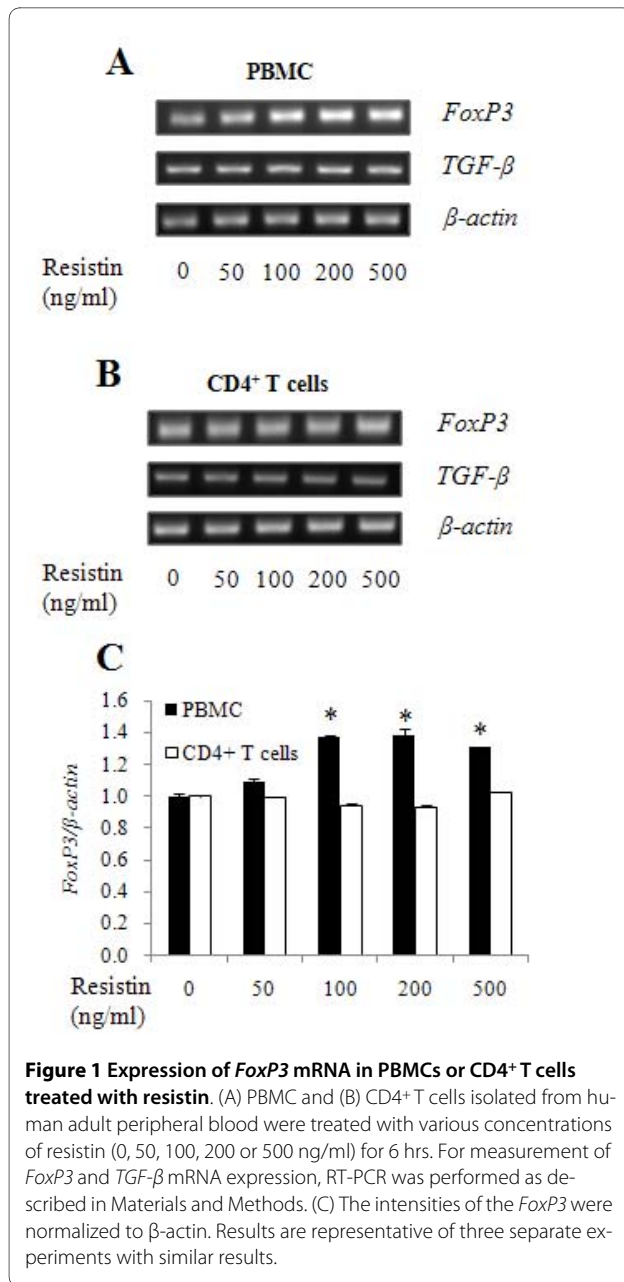 A
PBMC
FoxP3
TGF-β
β-actin
Resistin 0 50 100 200 500
(ng/ml)
B
CD4+ T cells
FoxP3
TGF-β
β-actin
Resistin 0 50 100 200 500
(ng/ml)
C
1.6
1.4
1.2
1.0
0.8
0.6
0.4
0.2
0.0
FoxP3/β-actin
PBMC
CD4+ T cells
* * *
Resistin 0 50 100 200 500
(ng/ml)
Figure 1 Expression of FoxP3 mRNA in PBMCs or CD4+ T cells
treated with resistin. (A) PBMC and (B) CD4+ T cells isolated from hu-
man adult peripheral blood were treated with various concentrations
of resistin (0, 50, 100, 200 or 500 ng/ml) for 6 hrs. For measurement of
FoxP3 and TGF-β mRNA expression, RT-PCR was performed as de-
scribed in Materials and Methods. (C) The intensities of the FoxP3 were
normalized to β-actin. Results are representative of three separate ex-
periments with similar results.